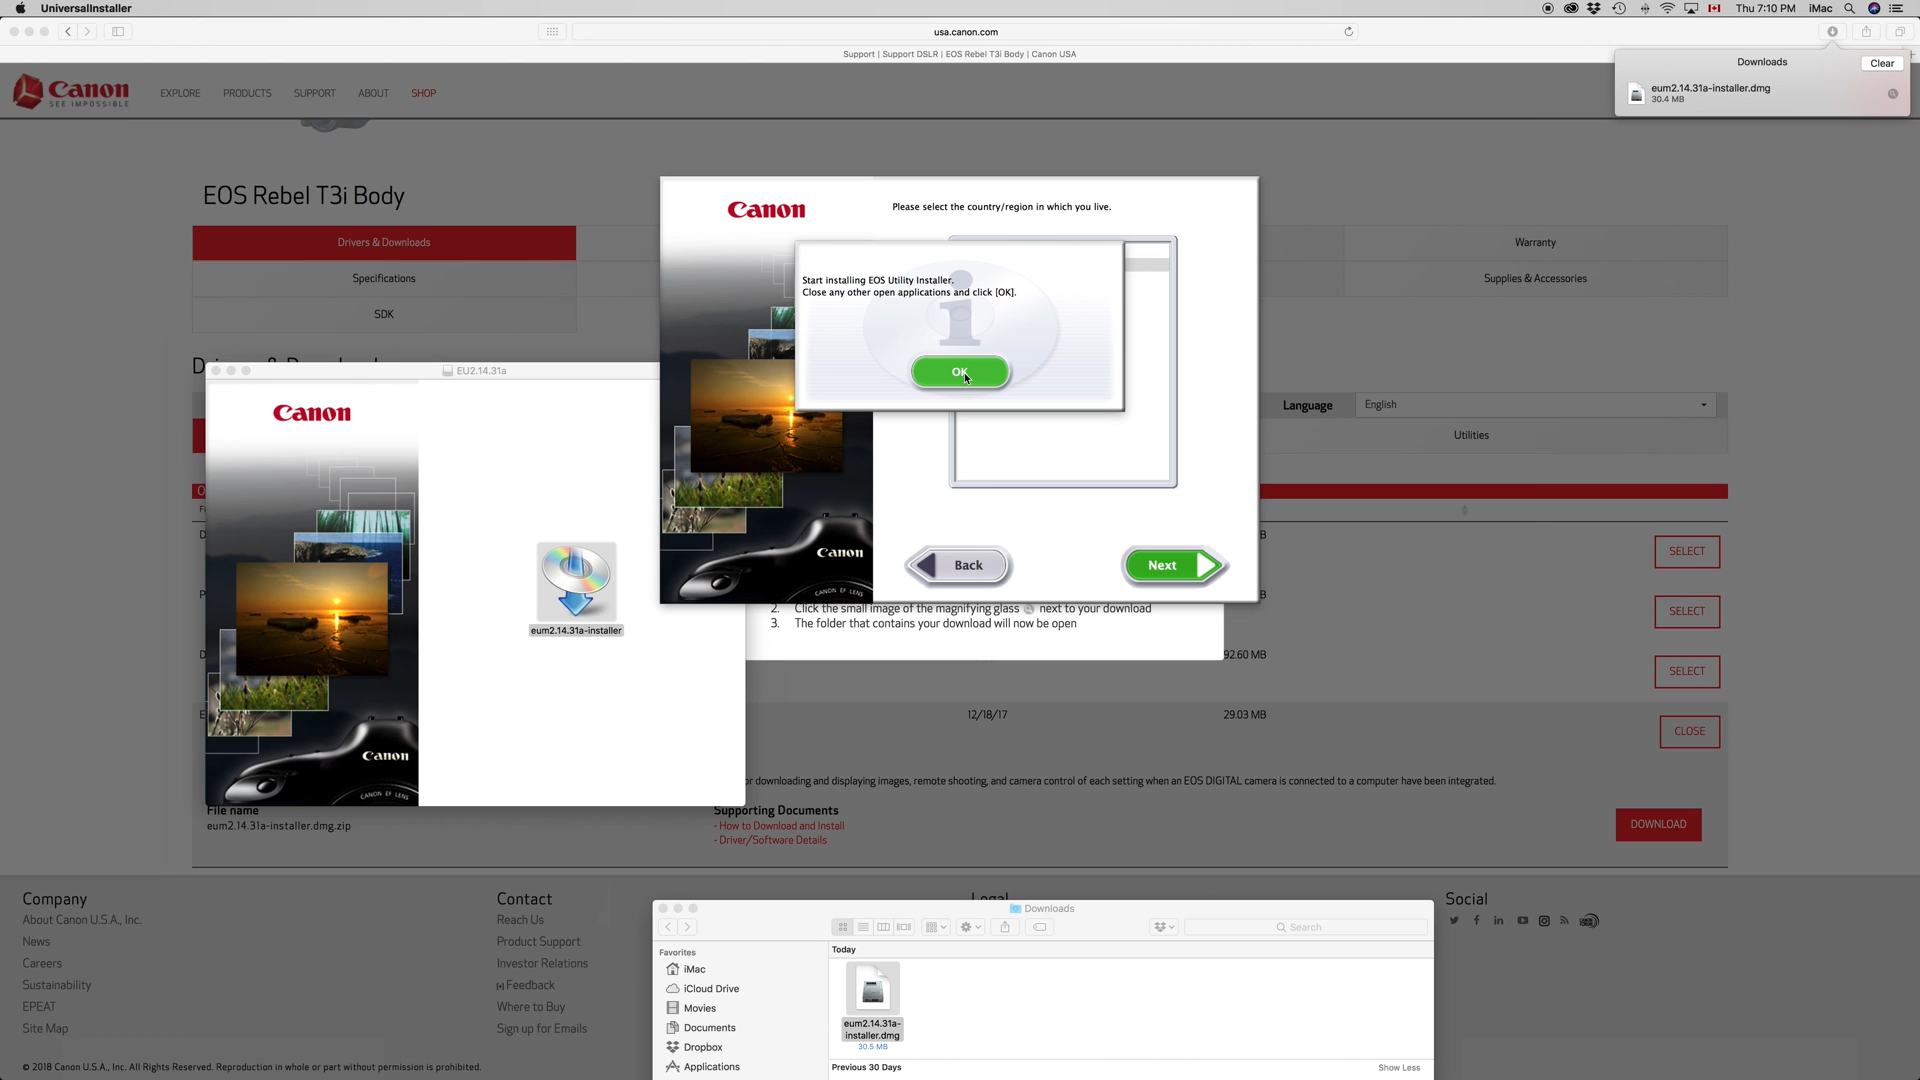 UniversalInstaller
Thu 7:10 PM iMac
usa.canon.com
Support | Support DSLR | EOS Rebel T3i Body | Canon USA
Downloads
Clear
eum2.14.31a-installer.dmg
30.4 MB
Canon
SEE IMPOSSIBLE
EXPLORE PRODUCTS SUPPORT ABOUT SHOP
EOS Rebel T3i Body
Drivers & Downloads
Warranty
Specifications
Supplies & Accessories
SDK
Canon
Please select the country/region in which you live.
Start installing EOS Utility Installer.
Close any other open applications and click [OK].
OK
Canon
CANON EF LENS
Back
Next
EU2.14.31a
Canon
eum2.14.31a-installer
Canon
CANON EF LENS
Language English
Utilities
SELECT
SELECT
SELECT
2. Click the small image of the magnifying glass next to your download
3. The folder that contains your download will now be open
92.60 MB
12/18/17
29.03 MB
CLOSE
or downloading and displaying images, remote shooting, and camera control of each setting when an EOS DIGITAL camera is connected to a computer have been integrated.
File name
eum2.14.31a-installer.dmg.zip
Supporting Documents
- How to Download and Install
- Driver/Software Details
DOWNLOAD
Company
About Canon U.S.A., Inc.
News
Careers
Sustainability
EPEAT
Site Map
Contact
Reach Us
Product Support
Investor Relations
[+] Feedback
Where to Buy
Sign up for Emails
Legal
Social
© 2018 Canon U.S.A., Inc. All Rights Reserved. Reproduction in whole or part without permission is prohibited.
Downloads
Search
Favorites
iMac
iCloud Drive
Movies
Documents
Dropbox
Applications
Today
eum2.14.31a-
installer.dmg
30.5 MB
Previous 30 Days
Show Less